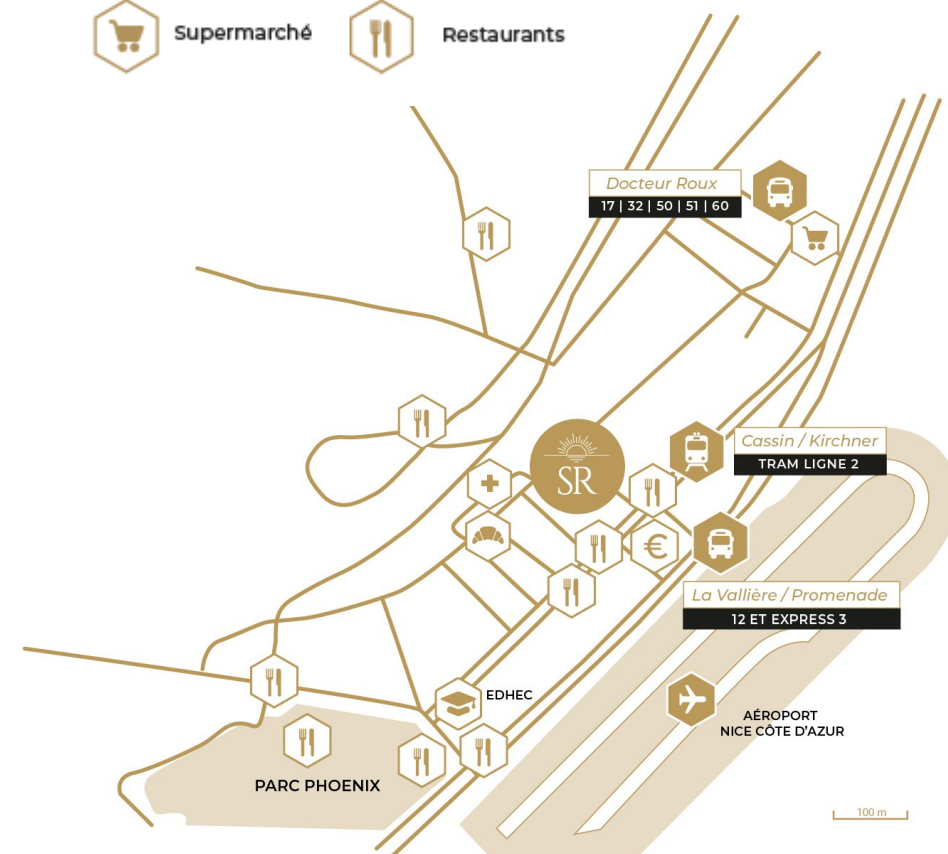 Supermarché
Restaurants
Docteur Roux
17 | 32 | 50 | 51 | 60
Cassin / Kirchner
TRAM LIGNE 2
SR
€
La Vallière / Promenade
12 ET EXPRESS 3
EDHEC
AÉROPORT
NICE CÔTE D'AZUR
PARC PHOENIX
100 m